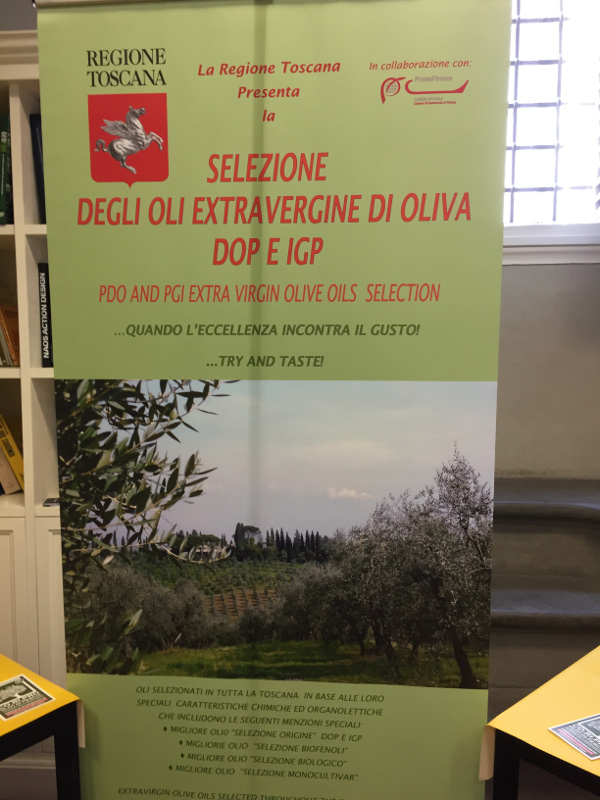 REGIONE
TOSCANA
La Regione Toscana
Presenta
la
In collaborazione con:
PromoFirenze
SELEZIONE
DEGLI OLI EXTRAVERGINE DI OLIVA
DOP E IGP
PDO AND PGI EXTRA VIRGIN OLIVE OILS SELECTION
...QUANDO L'ECCELLENZA INCONTRA IL GUSTO!
...TRY AND TASTE!
NAOS ACTION DESIGN
OLI SELEZIONATI IN TUTTA LA TOSCANA IN BASE ALLE LORO
SPECIALI CARATTERISTICHE CHIMICHE ED ORGANOLETTICHE
CHE INCLUDONO LE SEGUENTI MENZIONI SPECIALI:
♦ MIGLIORE OLIO "SELEZIONE ORIGINE" DOP E IGP
♦ MIGLIORIE OLIO "SELEZIONE BIOFENOLI"
♦ MIGLIORE OLIO "SELEZIONE BIOLOGICO"
♦ MIGLIORE OLIO "SELEZIONE MONOCULTIVAR"
EXTRAVIRGIN OLIVE OILS SELECTED THROUGHOUT